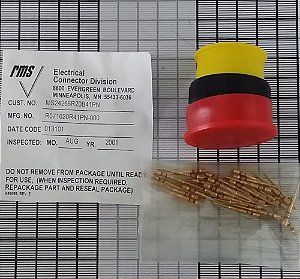 rms
Electrical
Connector Division
8600 EVERGREEN BOULEVARD
MINNEAPOLIS, MN 55433-6036
CUST. NO. MS24266R20B41PN
MFG. NO. R071620R41PN-000
DATE CODE 013101
INSPECTED: MO. AUG YR. 2001
DO NOT REMOVE FROM PACKAGE UNTIL READY
FOR USE, (WHEN INSPECTION REQUIRED,
REPACKAGE PART AND RESEAL PACKAGE)